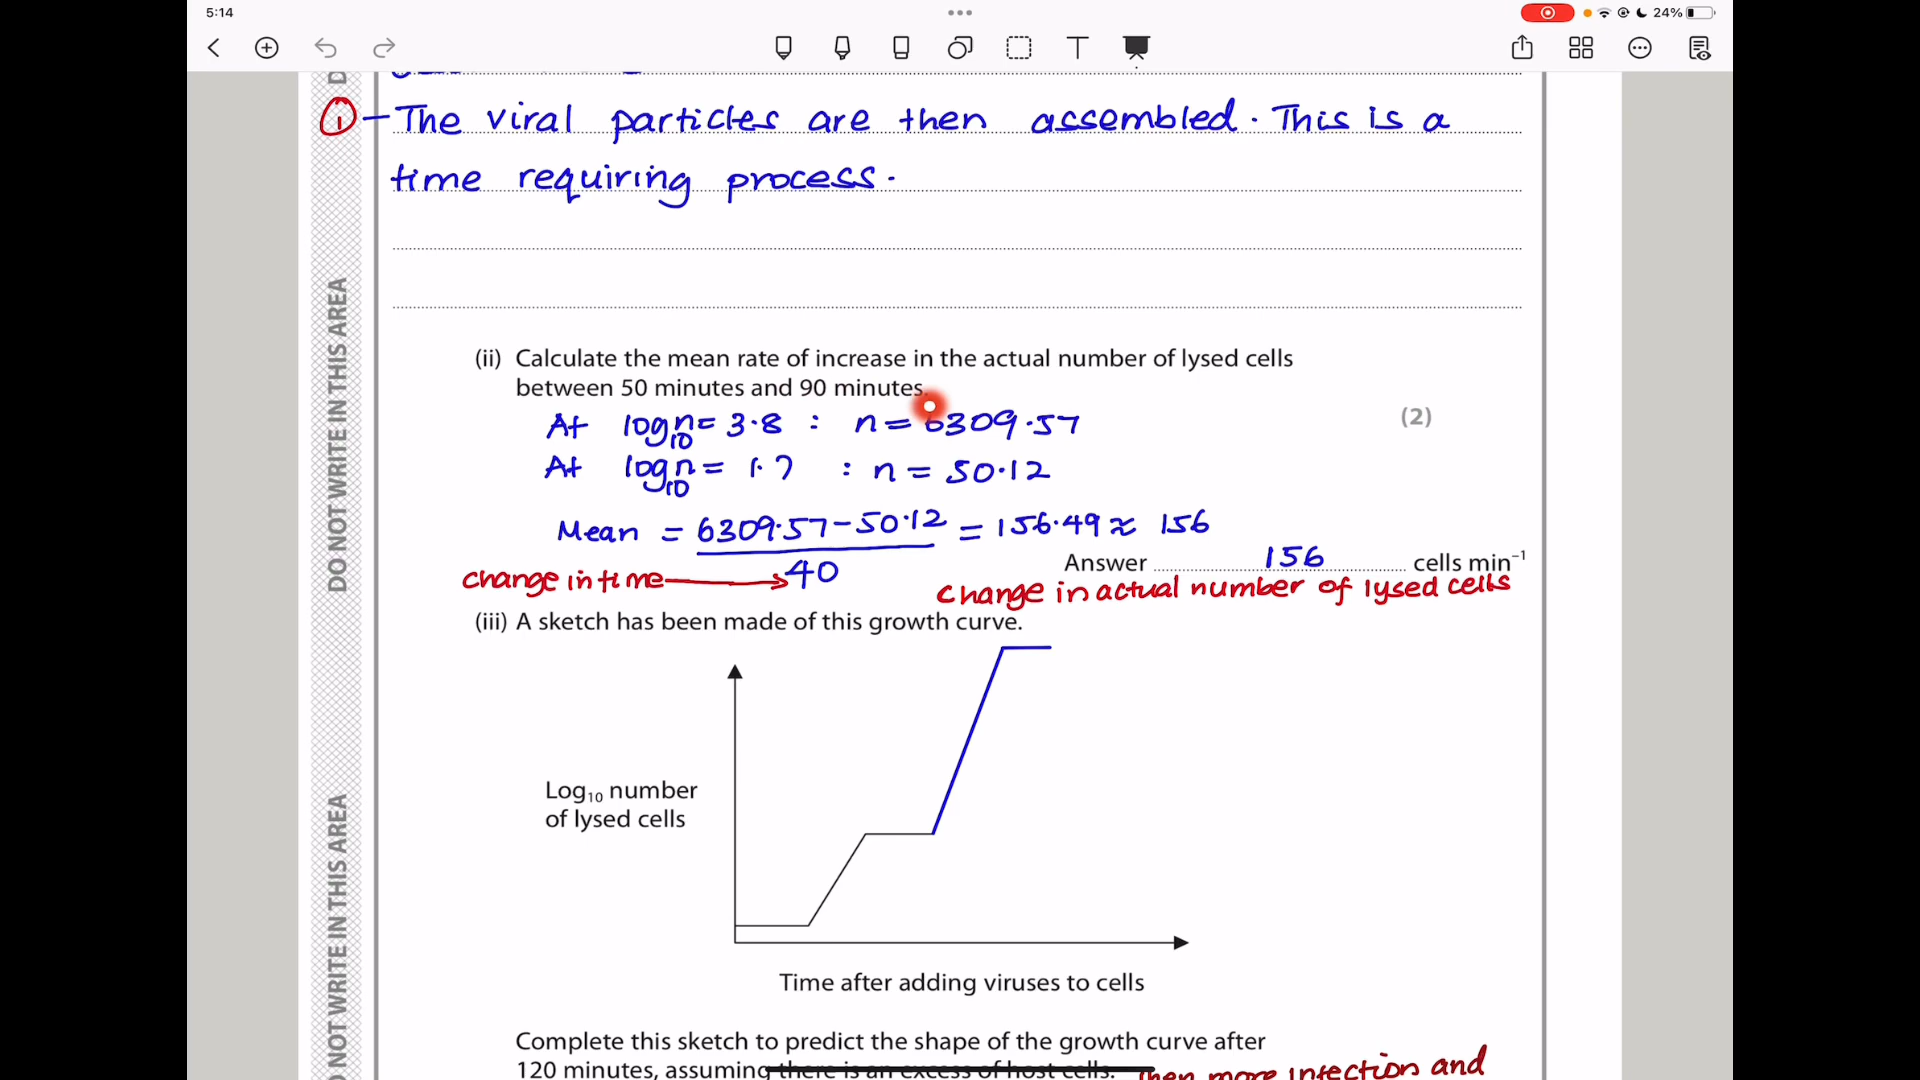 5:14
24%
① – The viral particles are then assembled. This is a
time requiring process.
(ii) Calculate the mean rate of increase in the actual number of lysed cells
between 50 minutes and 90 minutes.
(2)
At log₁₀n = 3.8 : n = 6309.57
At log₁₀n = 1.7 : n = 50.12
Mean = 6309.57 – 50.12 = 156.49 ≈ 156
40
Answer 156 cells min⁻¹
change in time
change in actual number of lysed cells
(iii) A sketch has been made of this growth curve.
Log₁₀ number
of lysed cells
Time after adding viruses to cells
Complete this sketch to predict the shape of the growth curve after
120 minutes, assuming there is an excess of host cells. then more infection and
DO NOT WRITE IN THIS AREA
DO NOT WRITE IN THIS AREA